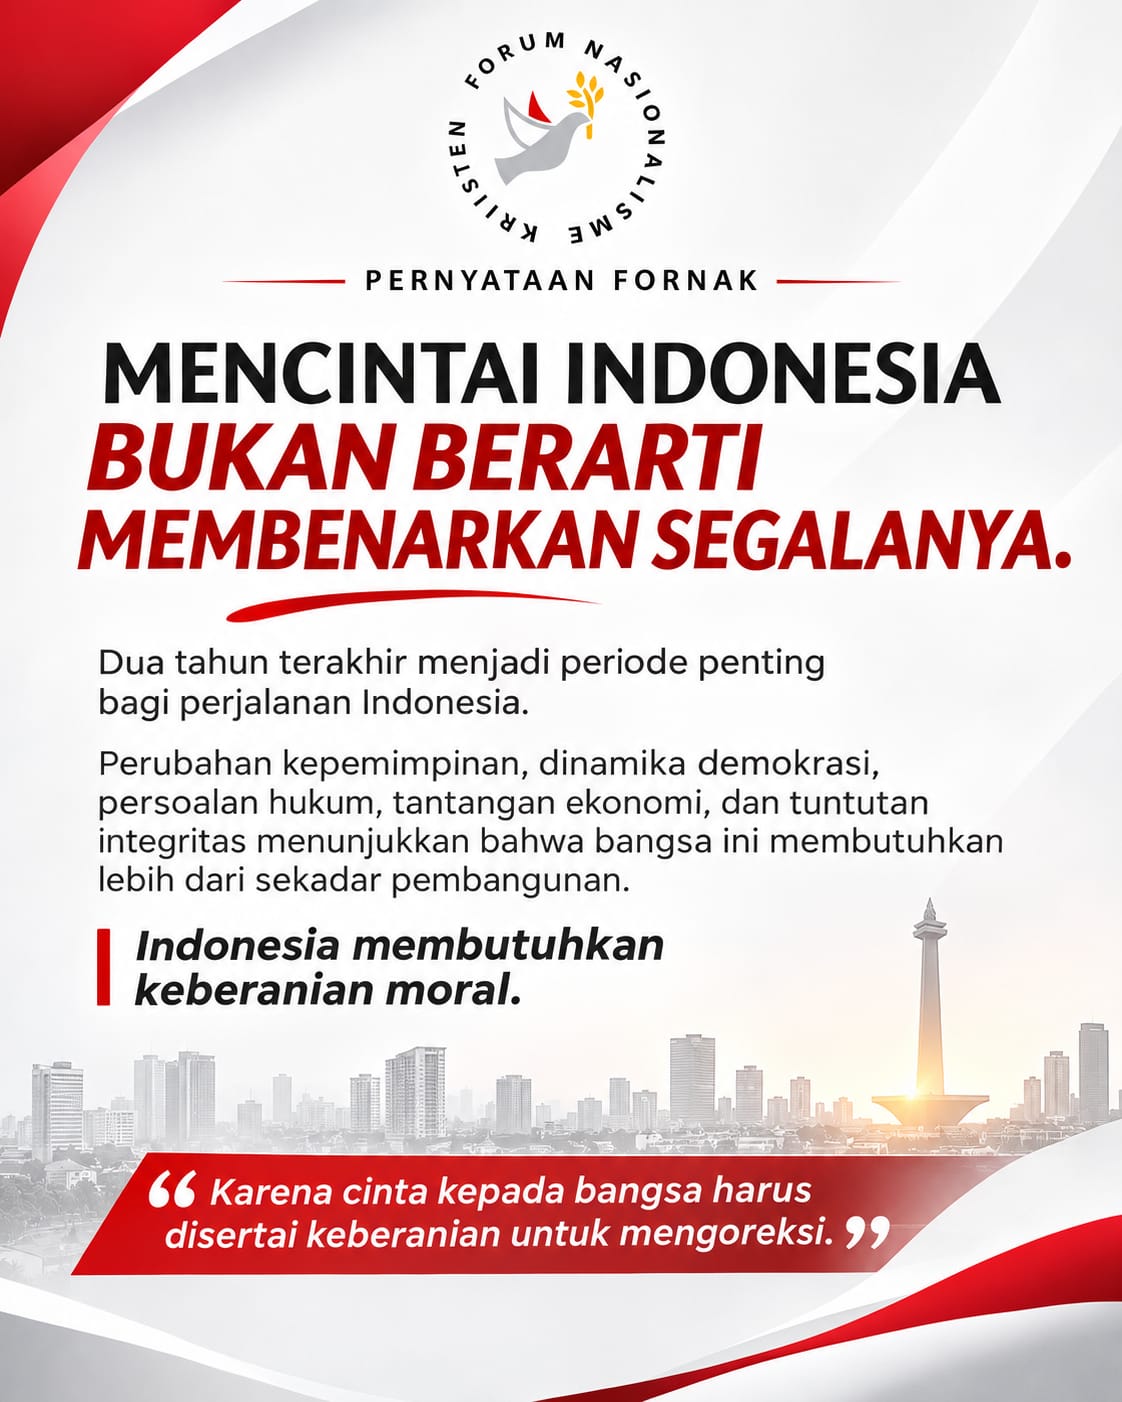 FORUM NASIONALISME KRIISTEN
PERNYATAAN FORNAK
MENCINTAI INDONESIA
BUKAN BERARTI
MEMBENARKAN SEGALANYA.
Dua tahun terakhir menjadi periode penting
bagi perjalanan Indonesia.
Perubahan kepemimpinan, dinamika demokrasi,
persoalan hukum, tantangan ekonomi, dan tuntutan
integritas menunjukkan bahwa bangsa ini membutuhkan
lebih dari sekadar pembangunan.
Indonesia membutuhkan
keberanian moral.
“Karena cinta kepada bangsa harus
disertai keberanian untuk mengoreksi.”